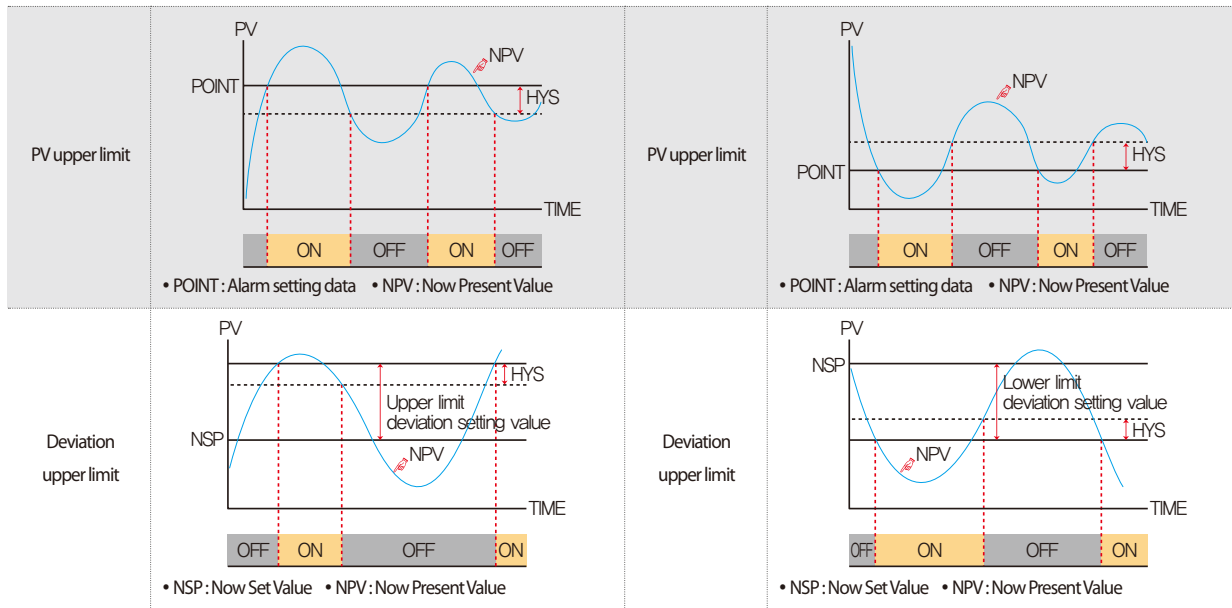 PV upper limit
PV
NPV
POINT
HYS
TIME
ON OFF ON OFF
• POINT : Alarm setting data • NPV : Now Present Value
PV upper limit
PV
NPV
HYS
POINT
TIME
ON OFF ON OFF
• POINT : Alarm setting data • NPV : Now Present Value
Deviation
upper limit
PV
HYS
Upper limit
deviation setting value
NSP
NPV
TIME
OFF ON OFF ON
• NSP : Now Set Value • NPV : Now Present Value
Deviation
upper limit
PV
NSP
Lower limit
deviation setting value
HYS
NPV
TIME
OFF ON OFF ON
• NSP : Now Set Value • NPV : Now Present Value